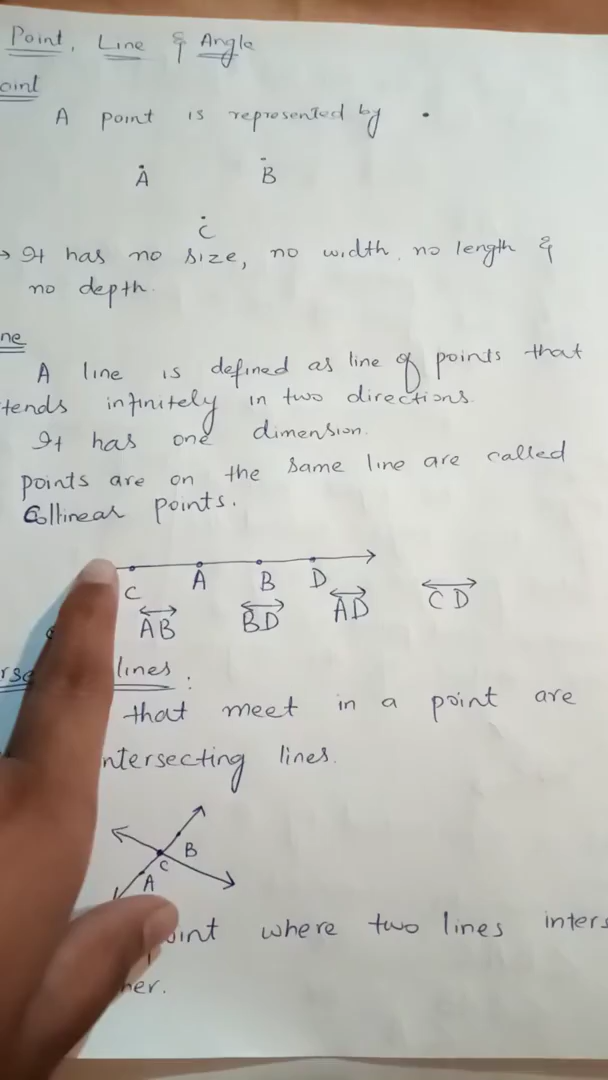 Point, Line & Angle
oint
A point is represented by .
A B
C
→ It has no size, no width, no length &
no depth.
ne
A line is defined as line of points that
tends infinitely in two directions.
It has one dimension.
points are on the same line are called
Collinear points.
C A B D
AB BD AD CD
lines :
that meet in a point are
ntersecting lines.
B
C
A
oint where two lines inters
her.